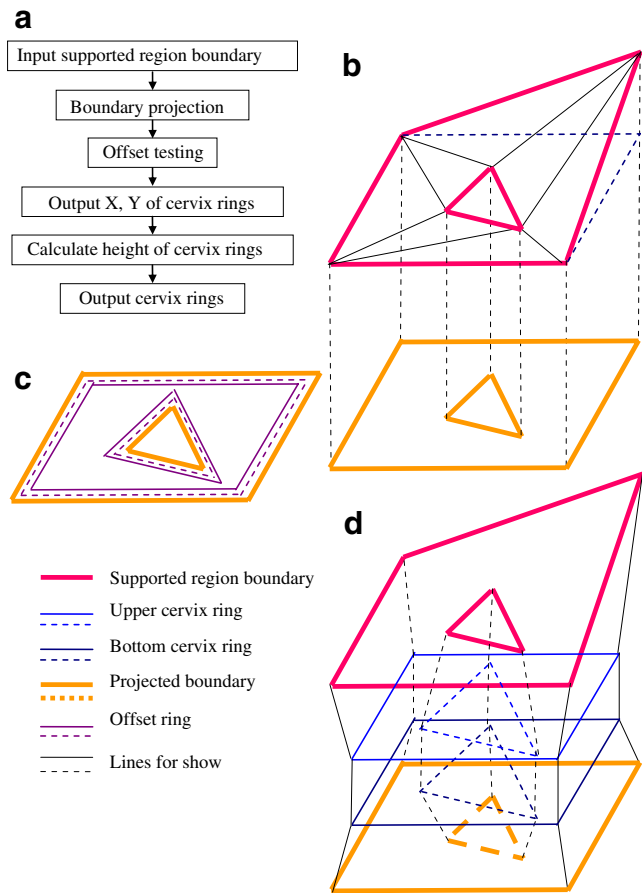 a
Input supported region boundary
Boundary projection
Offset testing
Output X, Y of cervix rings
Calculate height of cervix rings
Output cervix rings
b
c
d
Supported region boundary
Upper cervix ring
Bottom cervix ring
Projected boundary
Offset ring
Lines for show